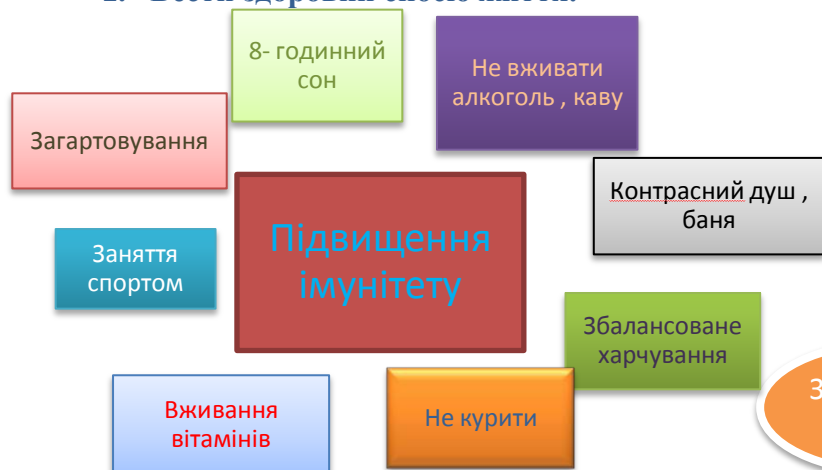 8- годинний
сон
Не вживати
алкоголь , каву
Загартовування
Контрасний душ ,
баня
Підвищення
імунітету
Заняття
спортом
Збалансоване
харчування
Вживання
вітамінів
Не курити